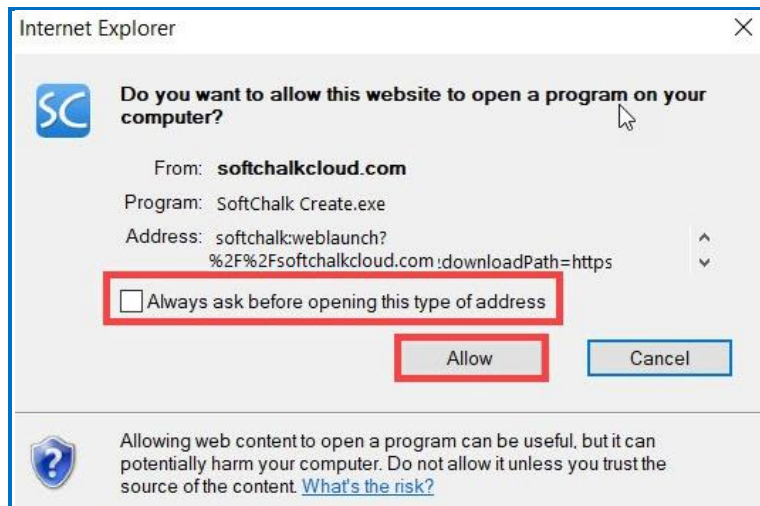 Internet Explorer
SC
Do you want to allow this website to open a program on your
computer?
From: softchalkcloud.com
Program: SoftChalk Create.exe
Address: softchalk:weblaunch?
%2F%2Fsoftchalkcloud.com:downloadPath=https
Always ask before opening this type of address
Allow Cancel
Allowing web content to open a program can be useful, but it can
potentially harm your computer. Do not allow it unless you trust the
source of the content. What's the risk?